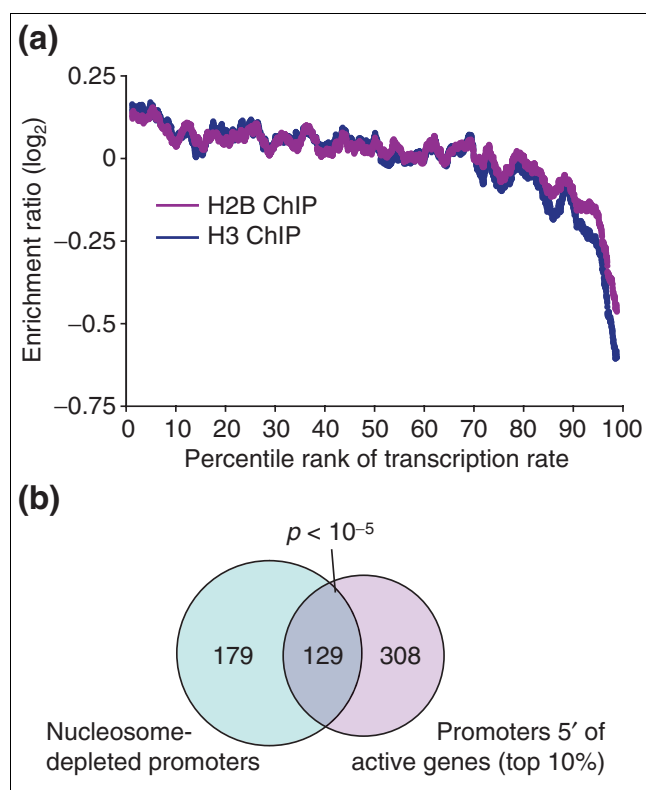 (a)
0.25
0
−0.25
−0.5
−0.75
Enrichment ratio (log₂)
H2B ChIP
H3 ChIP
0 10 20 30 40 50 60 70 80 90 100
Percentile rank of transcription rate
(b)
p < 10⁻⁵
179 129 308
Nucleosome-
depleted promoters
Promoters 5′ of
active genes (top 10%)